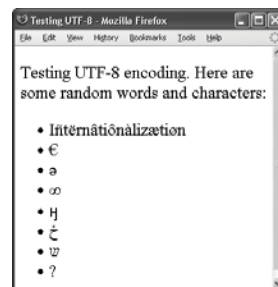 Testing UTF-8 - Mozilla Firefox
File Edit View History Bookmarks Tools Help
Testing UTF-8 encoding. Here are
some random words and characters:
• Iñtërnâtiônàlizætiøn
• €
• ə
• ∞
• ӈ
• څ
• שׁ
• ?